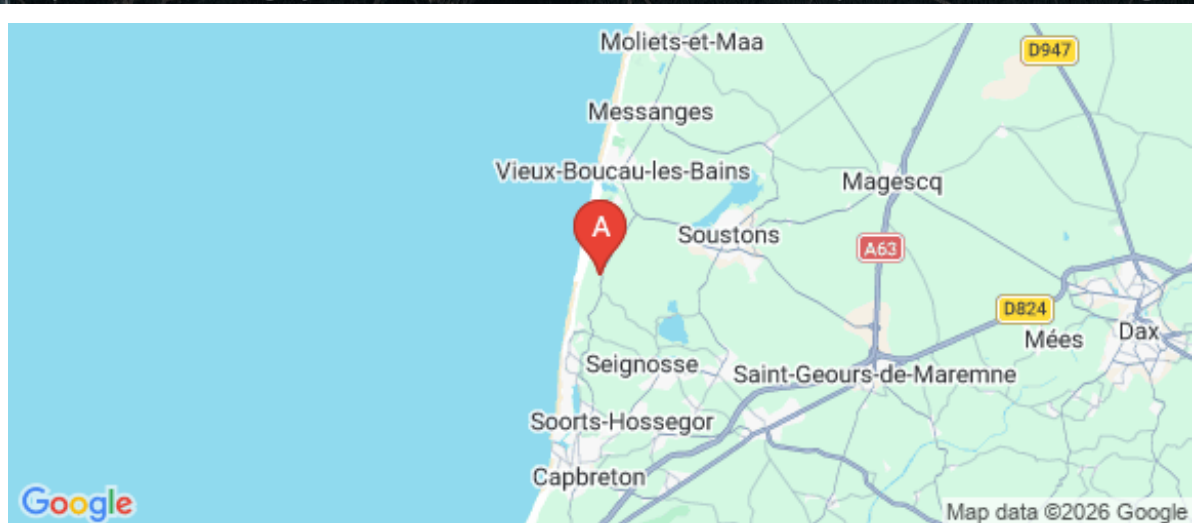 Moliets-et-Maa
D947
Messanges
Vieux-Boucau-les-Bains
Magescq
A
Soustons
A63
D824
Mées
Dax
Seignosse
Saint-Geours-de-Maremne
Soorts-Hossegor
Capbreton
Google
Map data ©2026 Google